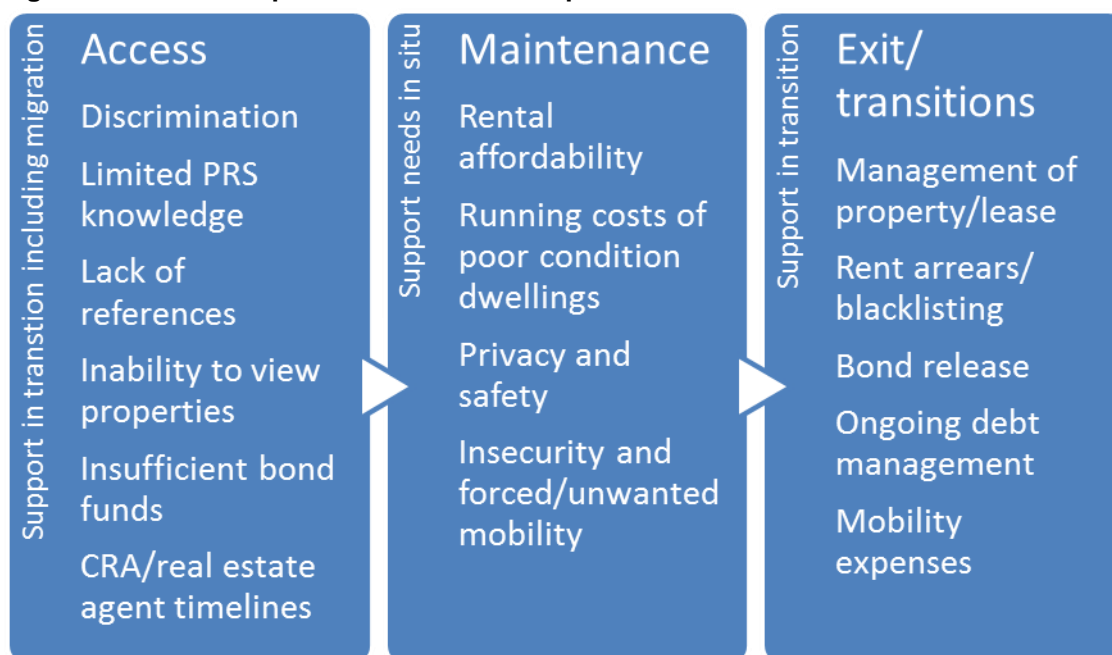 Support in transtion including migration
Access
Discrimination
Limited PRS
knowledge
Lack of
references
Inability to view
properties
Insufficient bond
funds
CRA/real estate
agent timelines
Support needs in situ
Maintenance
Rental
affordability
Running costs of
poor condition
dwellings
Privacy and
safety
Insecurity and
forced/unwanted
mobility
Support in transition
Exit/
transitions
Management of
property/lease
Rent arrears/
blacklisting
Bond release
Ongoing debt
management
Mobility
expenses